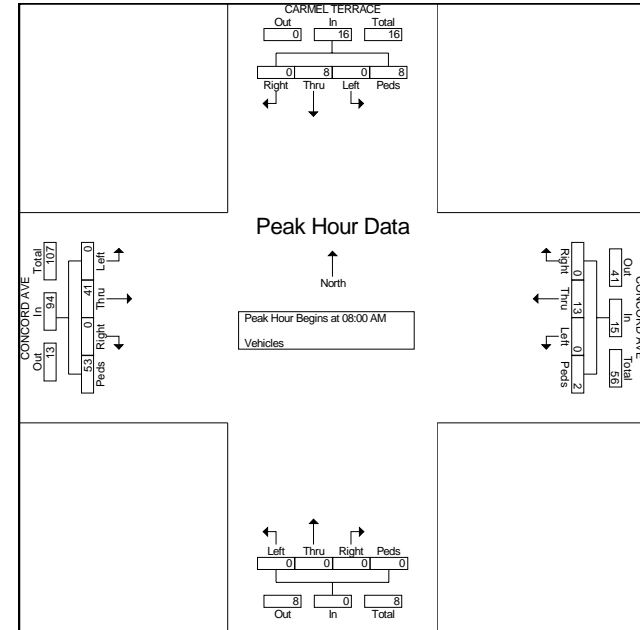 CARMEL TERRACE
Out In Total
0 16 16
0 8 0 8
Right Thru Left Peds
Peak Hour Data
North
Peak Hour Begins at 08:00 AM
Vehicles
CONCORD AVE
Out In Total
13 94 107
Left Thru Right Peds
0 41 0 53
Right Thru Left Peds
0 13 0 2
Out In Total
41 15 56
CONCORD AVE
Left Thru Right Peds
0 0 0 0
8 0 8
Out In Total